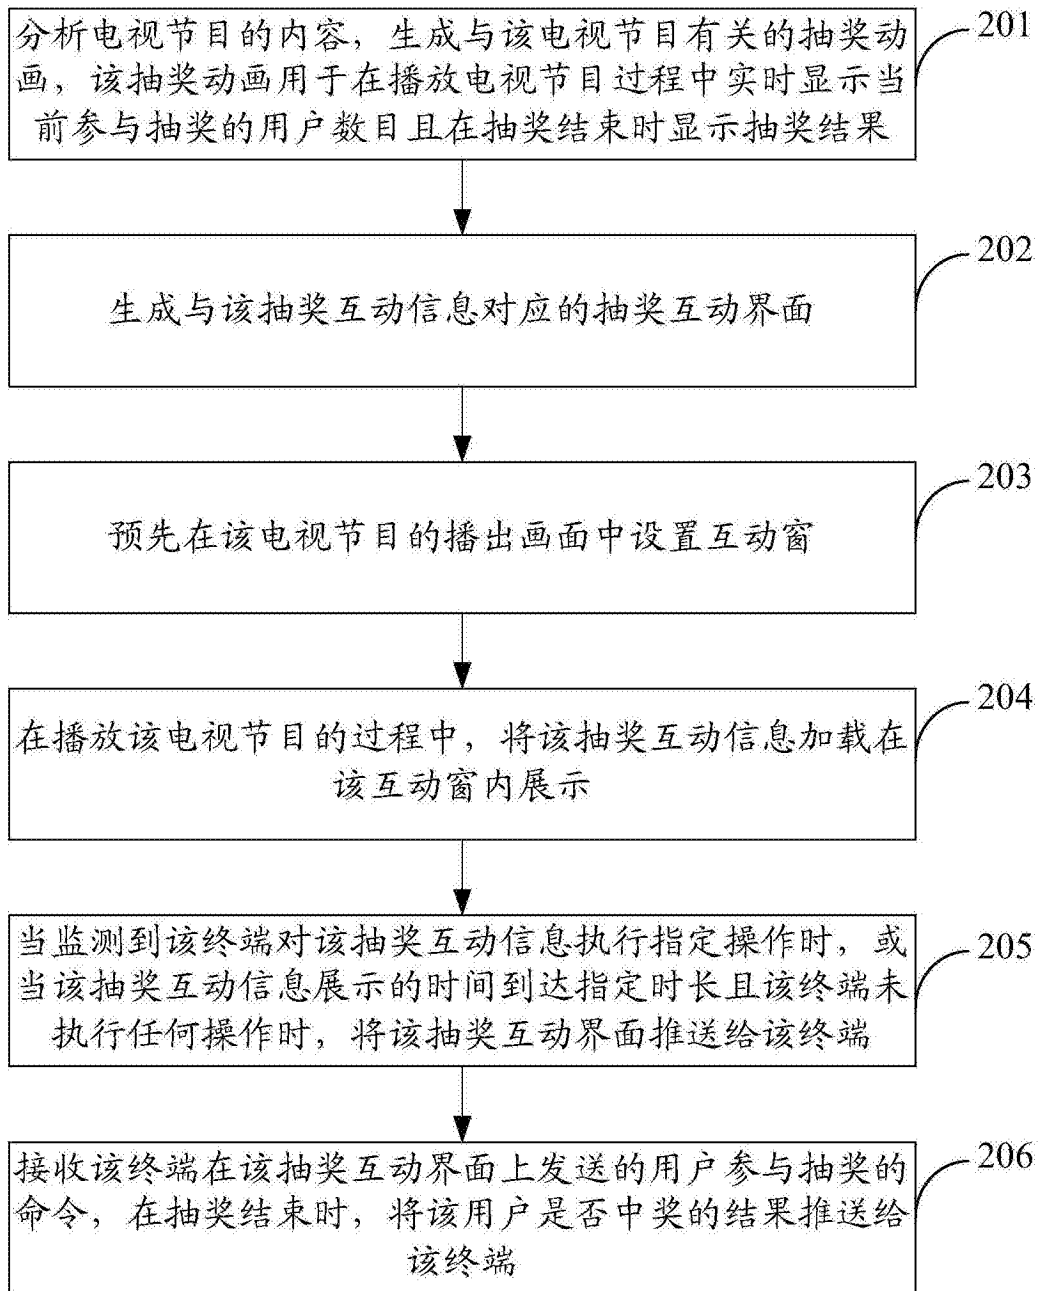 分析电视节目的内容，生成与该电视节目有关的抽奖动
画，该抽奖动画用于在播放电视节目过程中实时显示当
前参与抽奖的用户数目且在抽奖结束时显示抽奖结果
201
生成与该抽奖互动信息对应的抽奖互动界面
202
预先在该电视节目的播出画面中设置互动窗
203
在播放该电视节目的过程中，将该抽奖互动信息加载在
该互动窗内展示
204
当监测到该终端对该抽奖互动信息执行指定操作时，或
当该抽奖互动信息展示的时间到达指定时长且该终端未
执行任何操作时，将该抽奖互动界面推送给该终端
205
接收该终端在该抽奖互动界面上发送的用户参与抽奖的
命令，在抽奖结束时，将该用户是否中奖的结果推送给
该终端
206